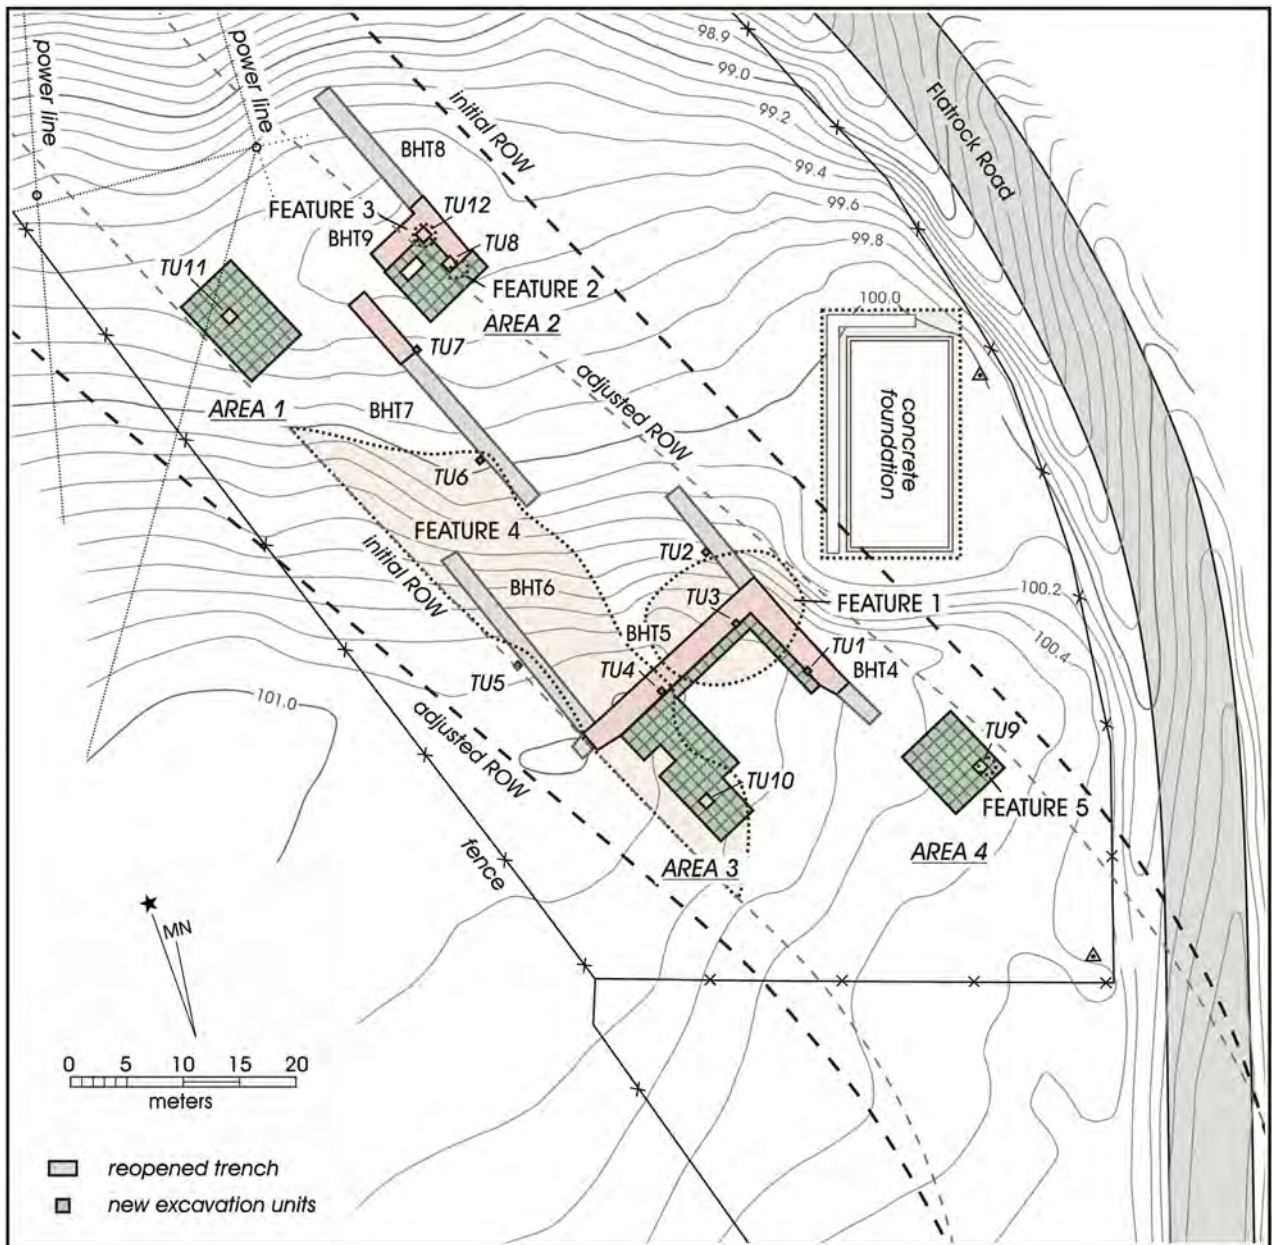 power line
power line
initial ROW
98.9
99.0
99.2
99.4
99.6
99.8
Flatrock Road
BHT8
FEATURE 3
TU12
BHT9
TU8
FEATURE 2
AREA 2
TU11
TU7
AREA 1
BHT7
adjusted ROW
100.0
concrete
foundation
TU6
FEATURE 4
initial ROW
BHT6
TU2
TU3
FEATURE 1
100.2
BHT5
TU1
BHT4
100.4
TU4
TU5
101.0
adjusted ROW
TU9
TU10
FEATURE 5
fence
AREA 3
AREA 4
MN
0 5 10 15 20
meters
reopened trench
new excavation units